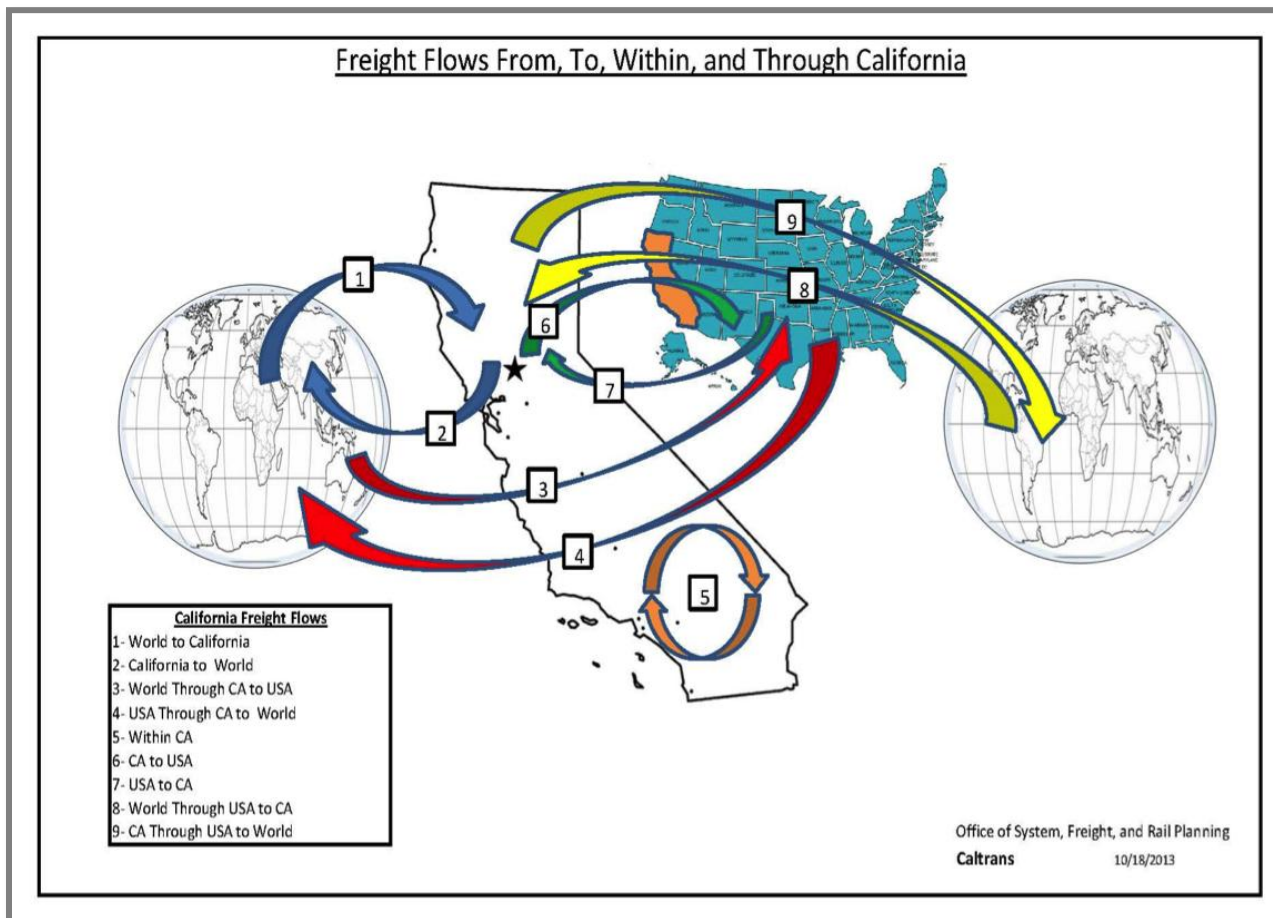 Freight Flows From, To, Within, and Through California
9
1
8
6
7
2
3
4
5
California Freight Flows
1- World to California
2- California to World
3- World Through CA to USA
4- USA Through CA to World
5- Within CA
6- CA to USA
7- USA to CA
8- World Through USA to CA
9- CA Through USA to World
Office of System, Freight, and Rail Planning
Caltrans 10/18/2013